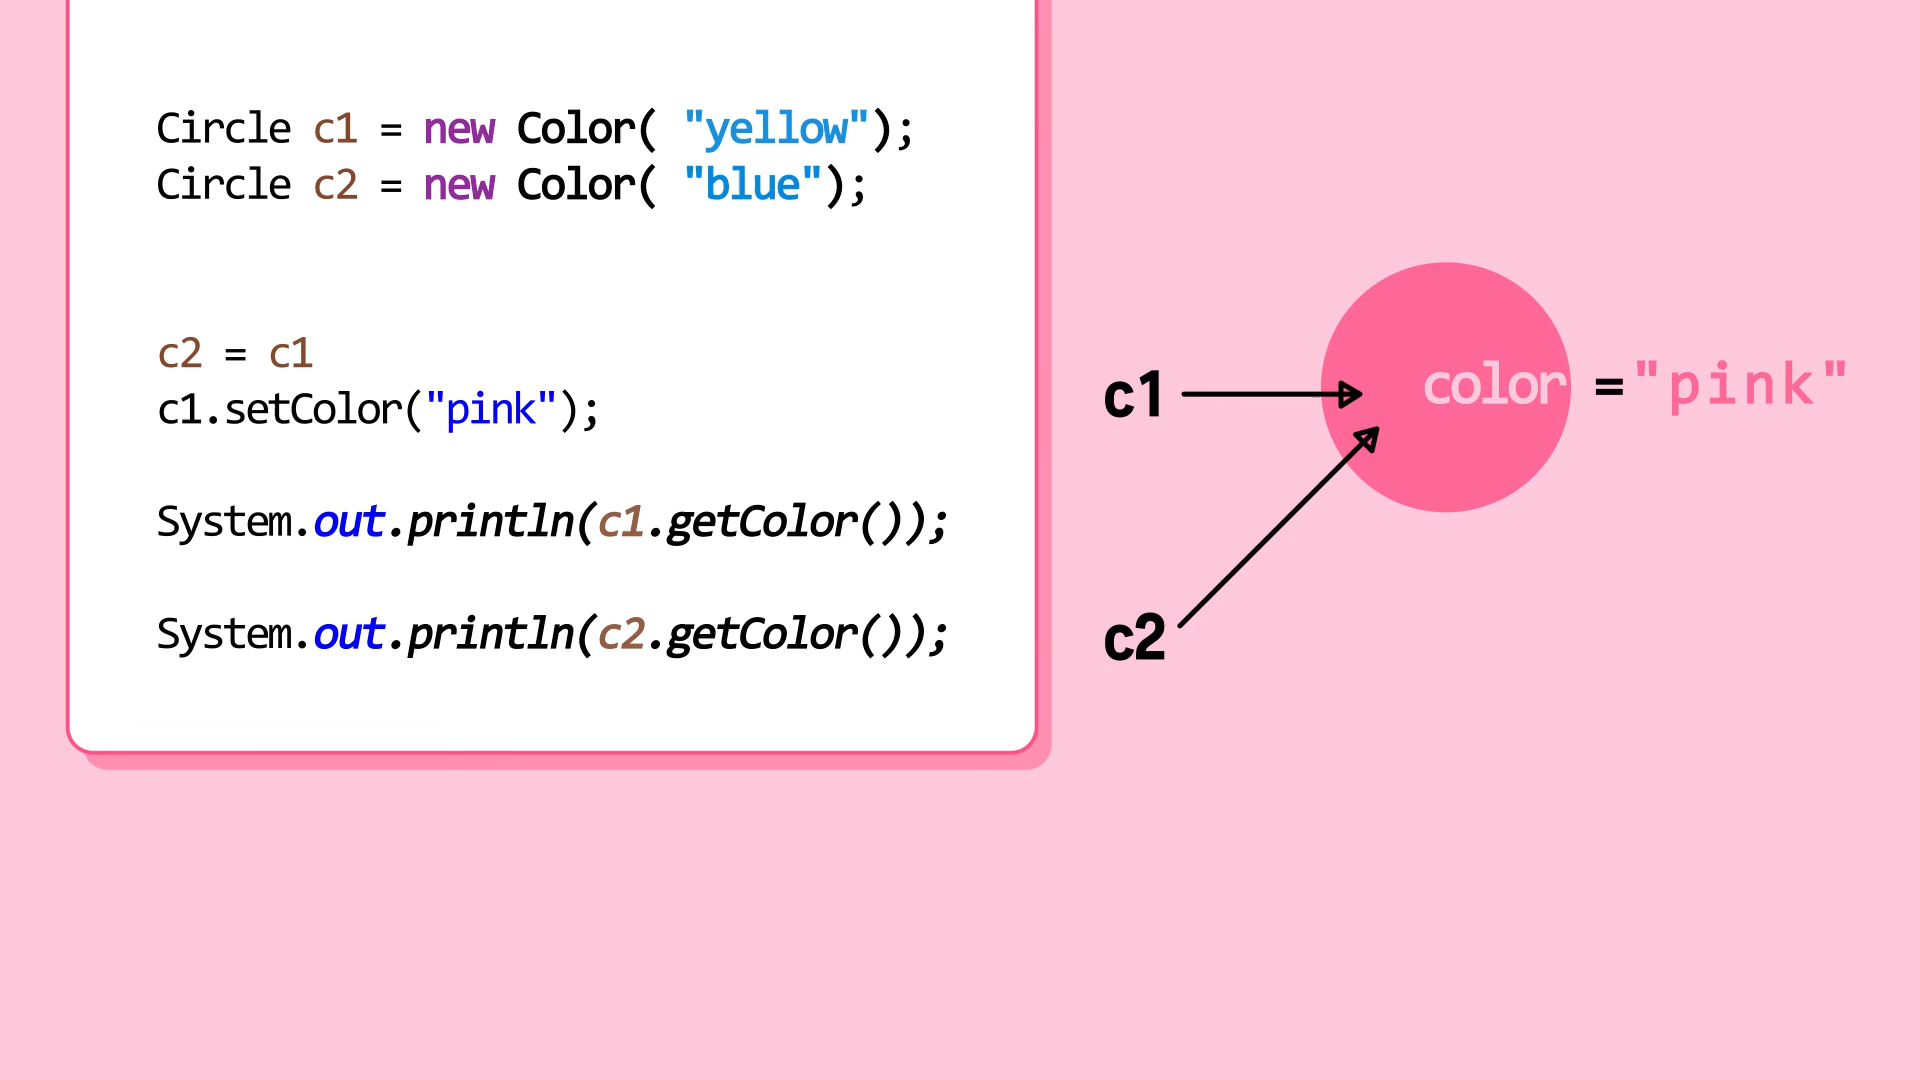 Circle c1 = new Color( "yellow");
Circle c2 = new Color( "blue");
c2 = c1
c1.setColor("pink");
System.out.println(c1.getColor());
System.out.println(c2.getColor());
c1
color ="pink"
c2